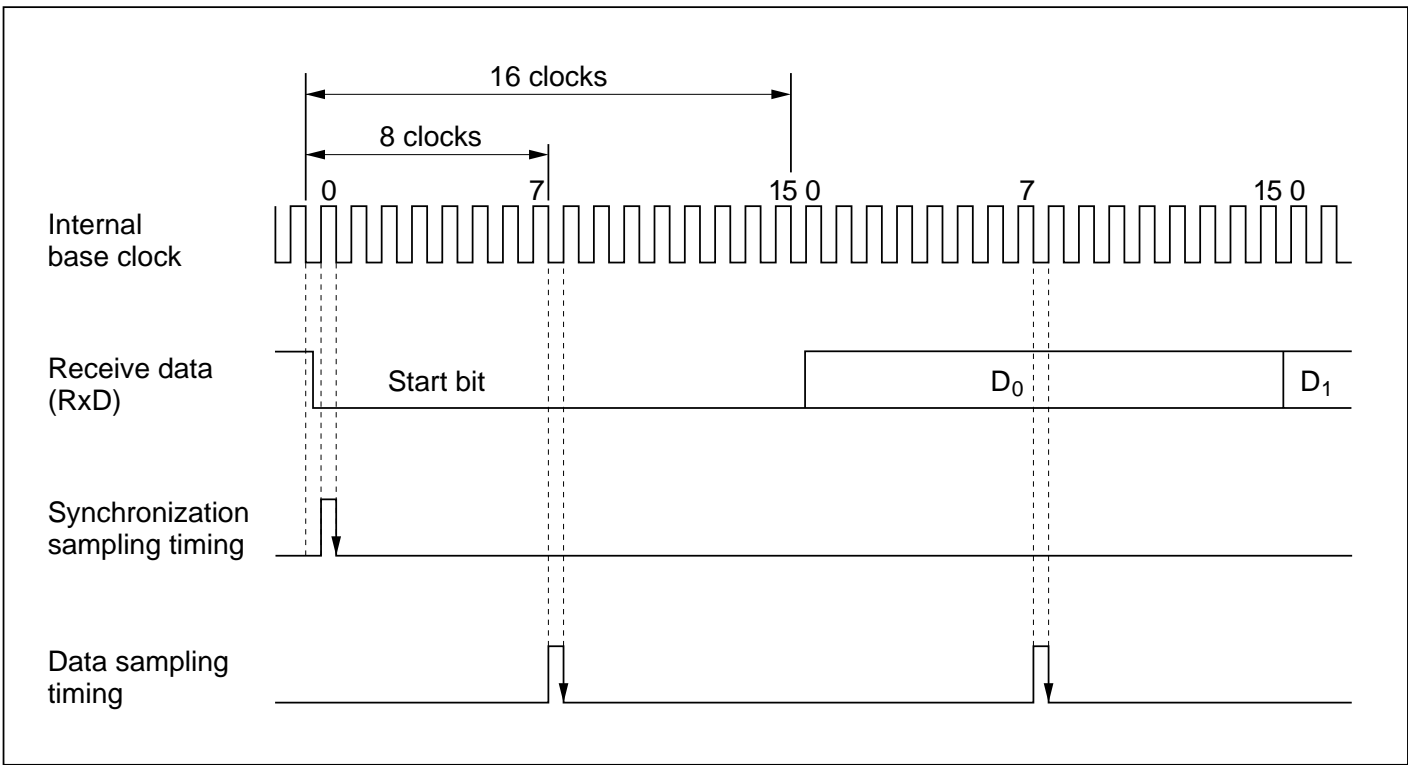 16 clocks
8 clocks
0 7 15 0 7 15 0
Internal
base clock
Receive data
(RxD)
Start bit D₀ D₁
Synchronization
sampling timing
Data sampling
timing